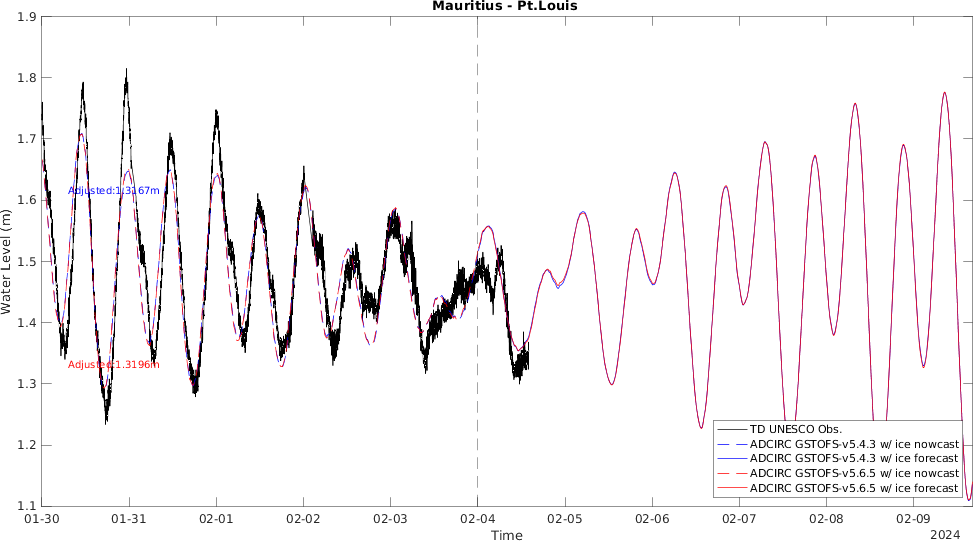 Mauritius - Pt.Louis
1.9
1.8
1.7
1.6
1.5
1.4
1.3
1.2
1.1
Water Level (m)
Adjusted:1.3167m
Adjusted:1.3196m
TD UNESCO Obs.
ADCIRC GSTOFS-v5.4.3 w/ ice nowcast
ADCIRC GSTOFS-v5.4.3 w/ ice forecast
ADCIRC GSTOFS-v5.6.5 w/ ice nowcast
ADCIRC GSTOFS-v5.6.5 w/ ice forecast
01-30 01-31 02-01 02-02 02-03 02-04 02-05 02-06 02-07 02-08 02-09
Time
2024